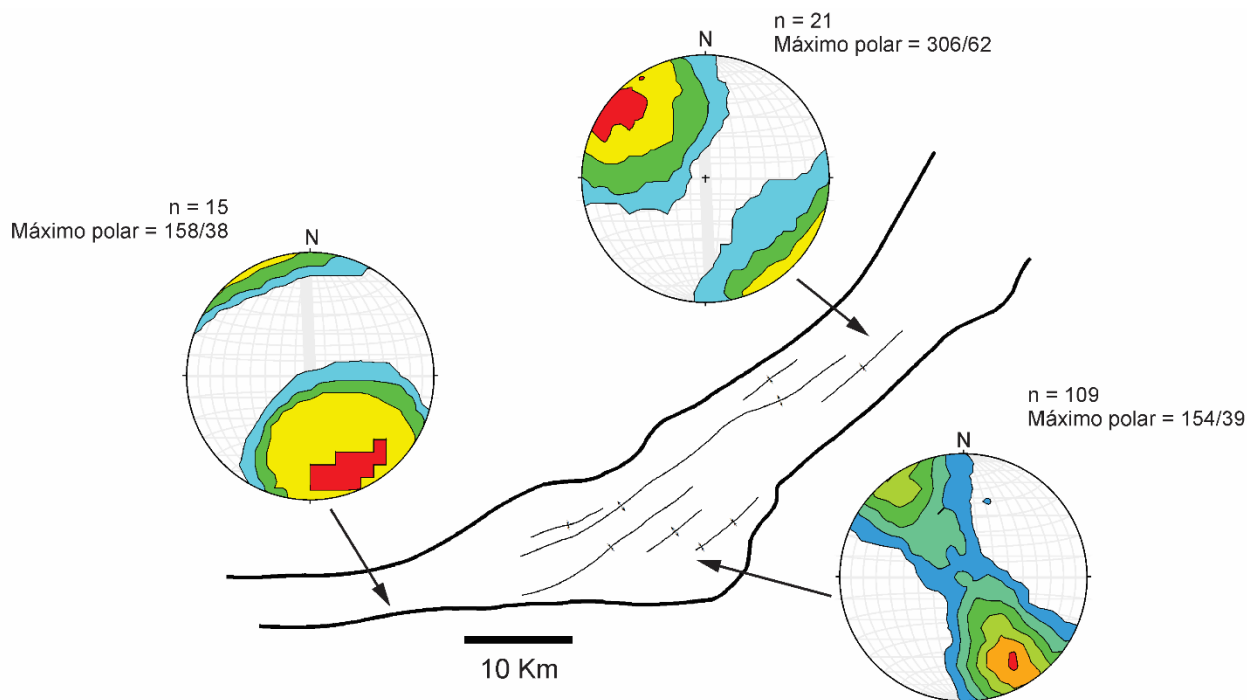 n = 21
Máximo polar = 306/62
N
n = 15
Máximo polar = 158/38
N
n = 109
Máximo polar = 154/39
N
10 Km